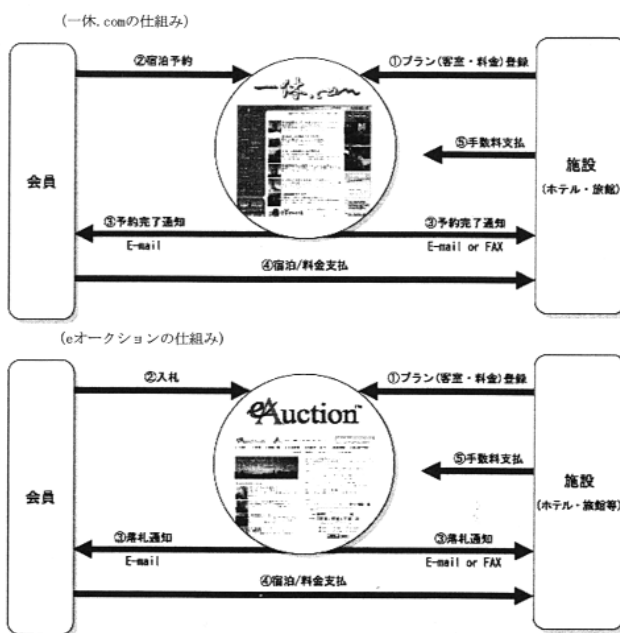 (一休.comの仕組み)
②宿泊予約
①プラン(客室・料金)登録
一休.com
⑤手数料支払
会員
施設
(ホテル・旅館)
③予約完了通知
E-mail
③予約完了通知
E-mail or FAX
④宿泊/料金支払
(eオークションの仕組み)
②入札
①プラン(客室・料金)登録
eAuction
⑤手数料支払
会員
施設
(ホテル・旅館等)
③落札通知
E-mail
③落札通知
E-mail or FAX
④宿泊/料金支払